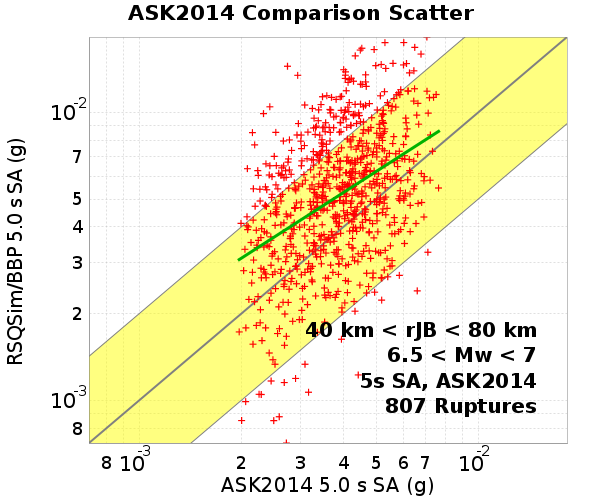 ASK2014 Comparison Scatter
RSQSim/BBP 5.0 s SA (g)
10^-2
7
5
4
3
2
10^-3
8
40 km < rJB < 80 km
6.5 < Mw < 7
5s SA, ASK2014
807 Ruptures
8 10^-3 2 3 4 5 6 7 10^-2
ASK2014 5.0 s SA (g)